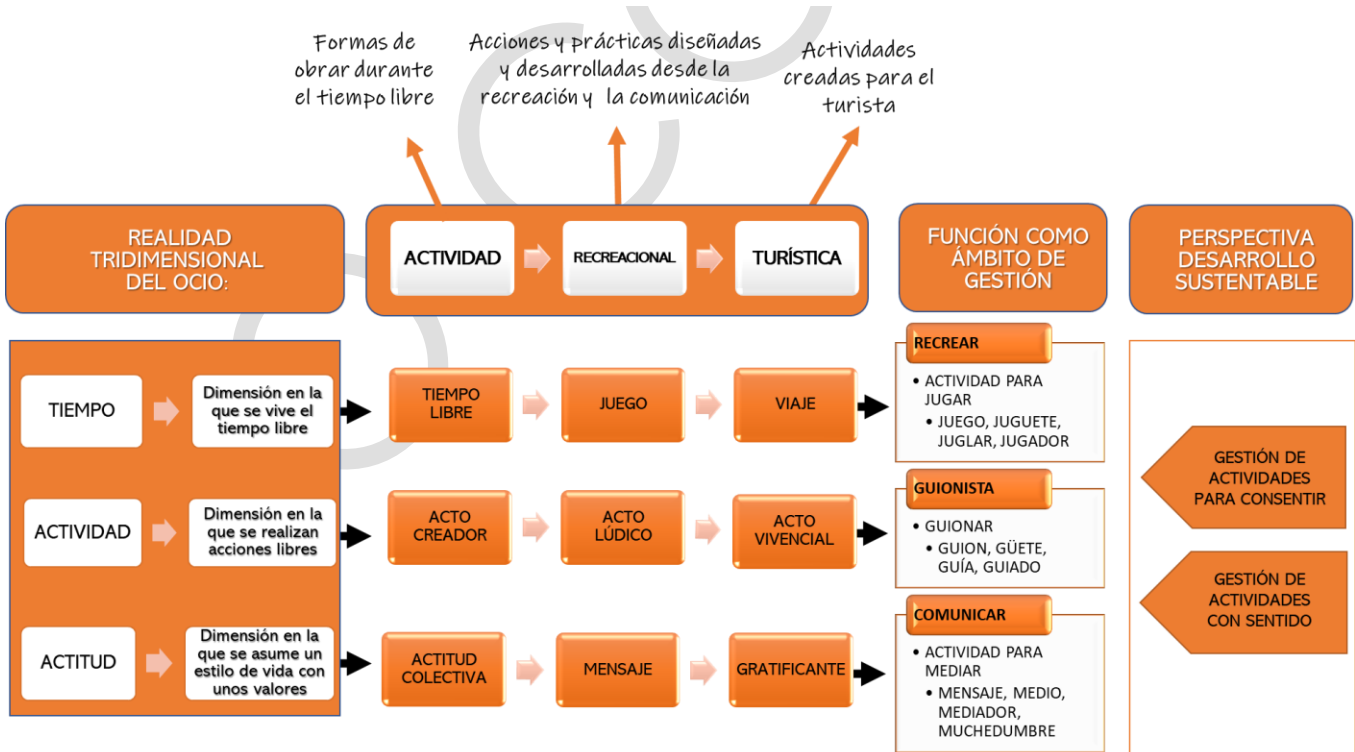 Formas de
obrar durante
el tiempo libre
Acciones y prácticas diseñadas
y desarrolladas desde la
recreación y la comunicación
Actividades
creadas para el
turista
REALIDAD
TRIDIMENSIONAL
DEL OCIO:
ACTIVIDAD
RECREACIONAL
TURÍSTICA
FUNCIÓN COMO
ÁMBITO DE
GESTIÓN
PERSPECTIVA
DESARROLLO
SUSTENTABLE
TIEMPO
Dimensión en la
que se vive el
tiempo libre
TIEMPO
LIBRE
JUEGO
VIAJE
RECREAR
• ACTIVIDAD PARA
JUGAR
• JUEGO, JUGUETE,
JUGLAR, JUGADOR
ACTIVIDAD
Dimensión en la
que se realizan
acciones libres
ACTO
CREADOR
ACTO
LÚDICO
ACTO
VIVENCIAL
GUIONISTA
• GUIONAR
• GUION, GÜETE,
GUÍA, GUIADO
ACTITUD
Dimensión en la
que se asume un
estilo de vida con
unos valores
ACTITUD
COLECTIVA
MENSAJE
GRATIFICANTE
COMUNICAR
• ACTIVIDAD PARA
MEDIAR
• MENSAJE, MEDIO,
MEDIADOR,
MUCHEDUMBRE
GESTIÓN DE
ACTIVIDADES
PARA CONSENTIR
GESTIÓN DE
ACTIVIDADES
CON SENTIDO